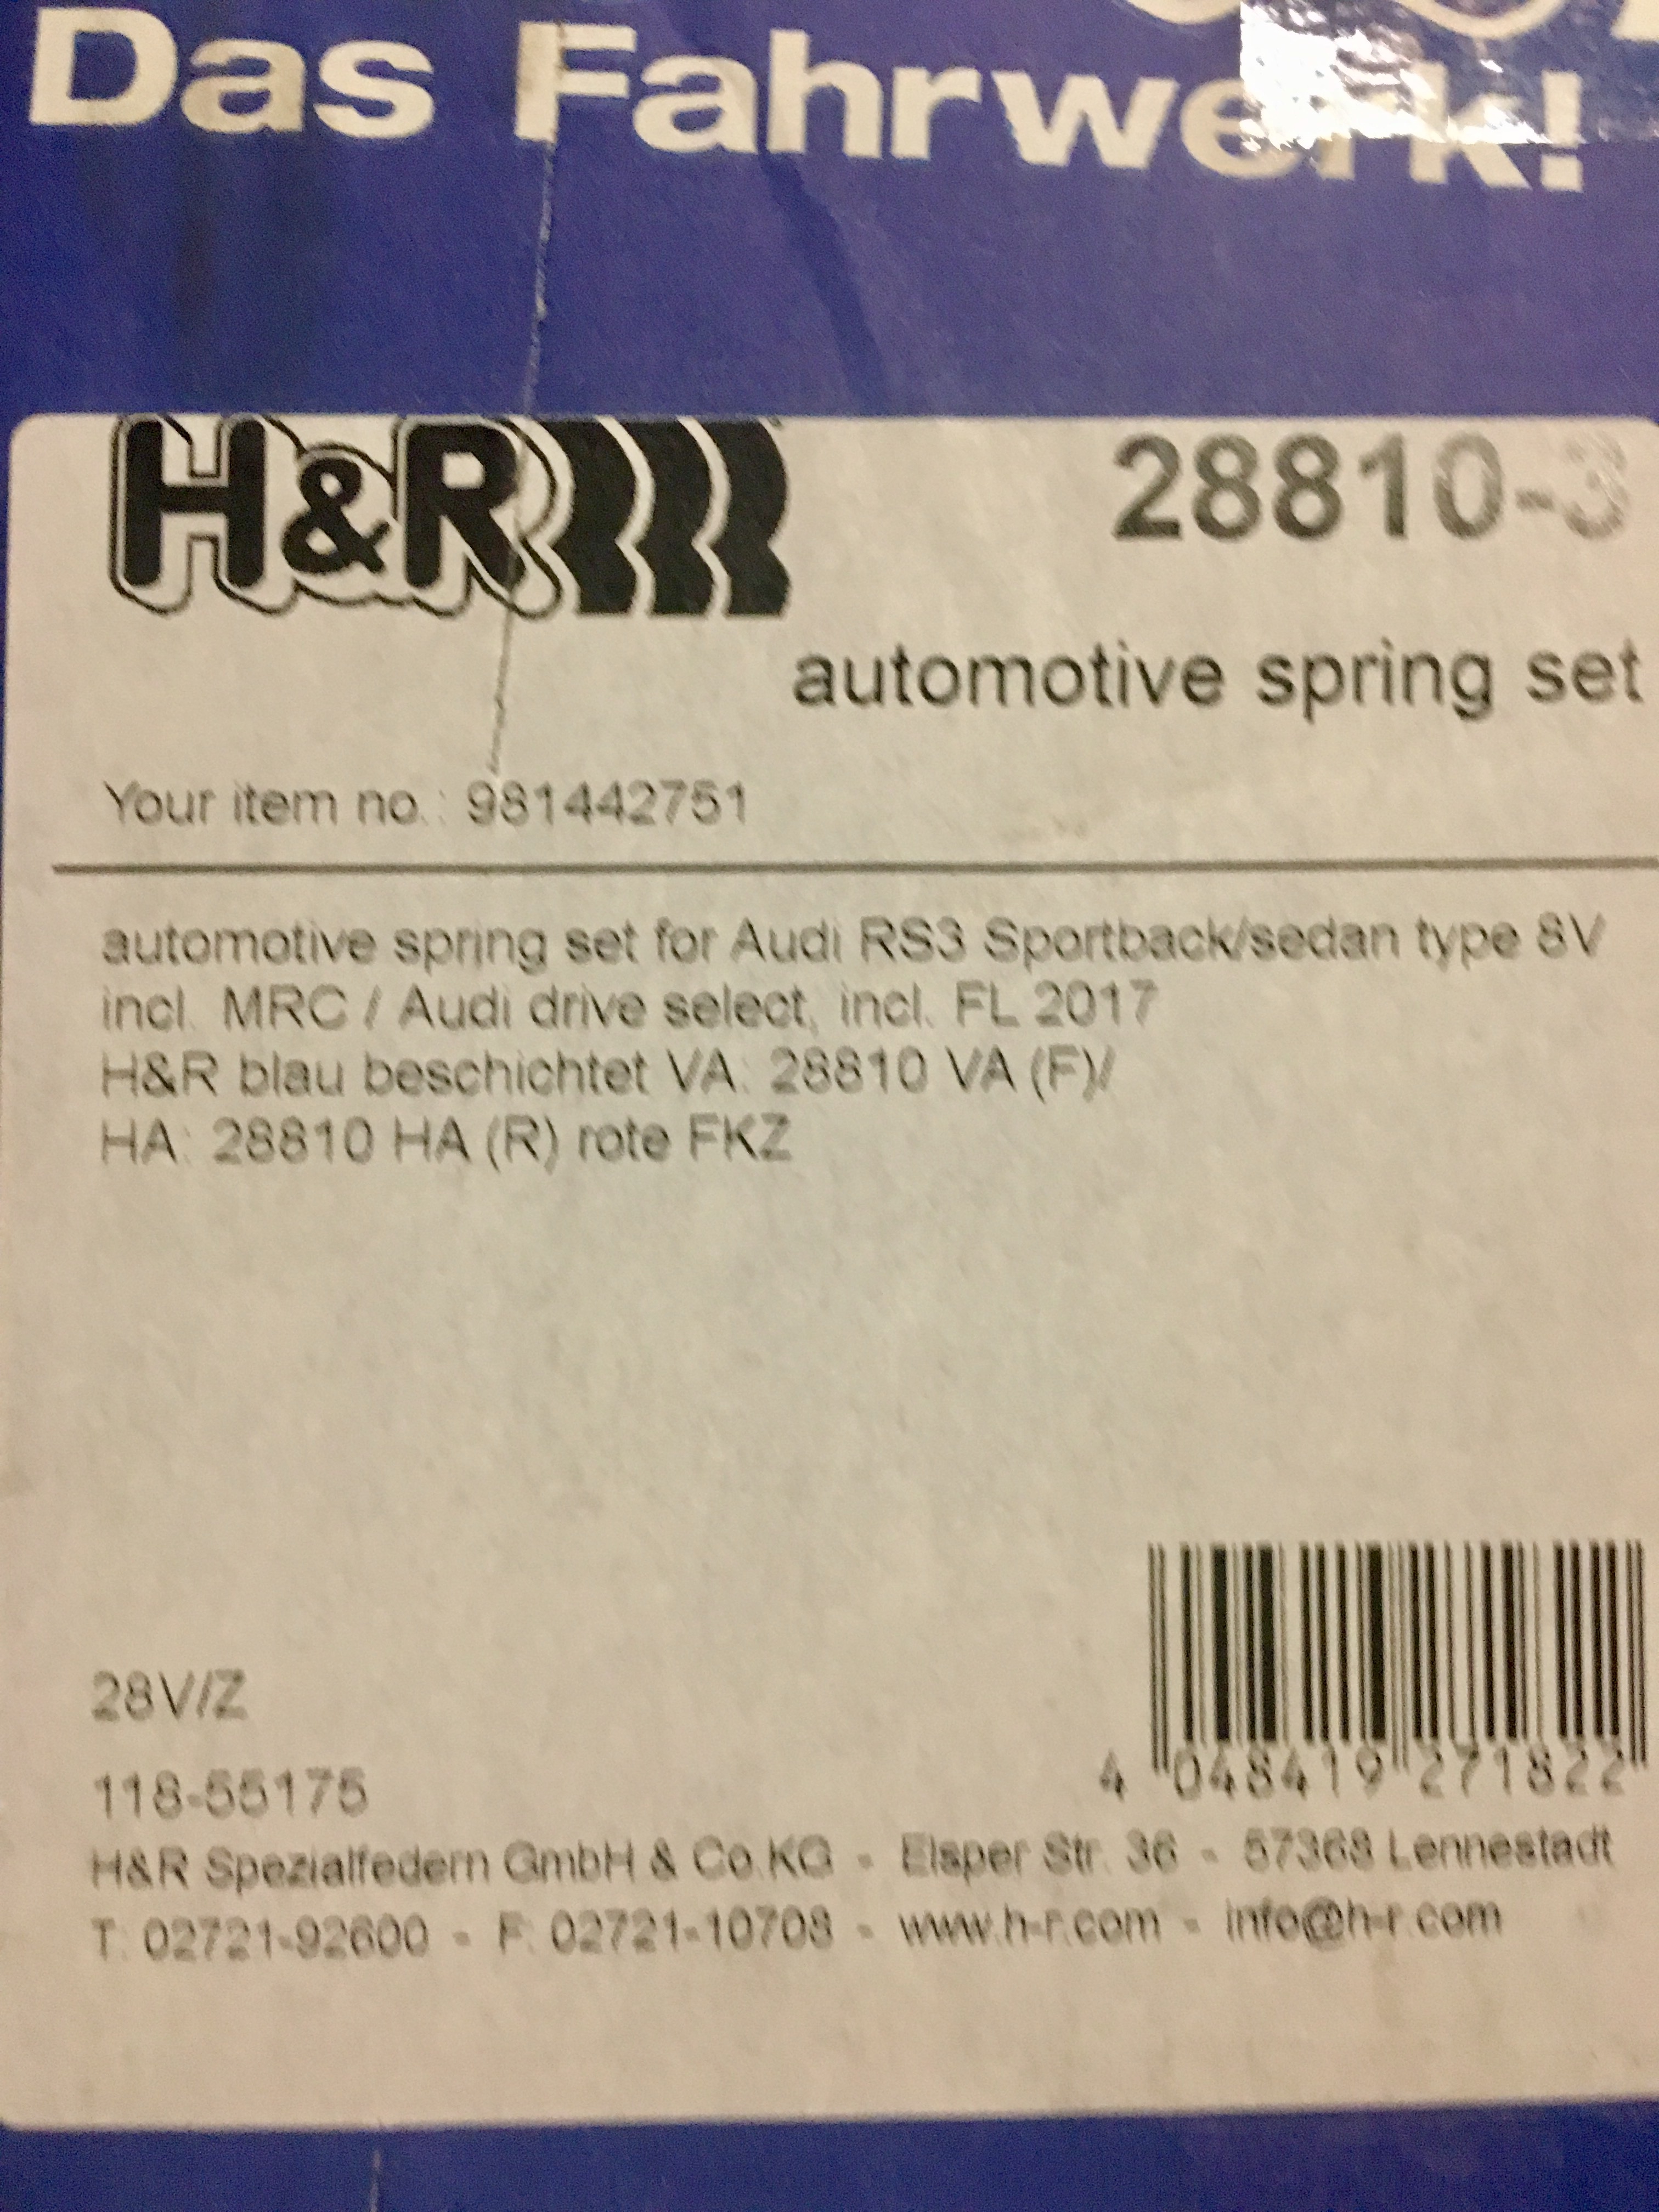 Das Fahrwerk!
H&R
28810-3
automotive spring set
Your item no.: 981442751
automotive spring set for Audi RS3 Sportback/sedan type 8V
incl. MRC / Audi drive select, incl. FL 2017
H&R blau beschichtet VA: 28810 VA (F)/
HA: 28810 HA (R) rote FKZ
28V/Z
118-55175
4 048419 271822
H&R Spezialfedern GmbH & Co.KG - Elsper Str. 36 - 57368 Lennestadt
T: 02721-92600 - F: 02721-10708 - www.h-r.com - info@h-r.com